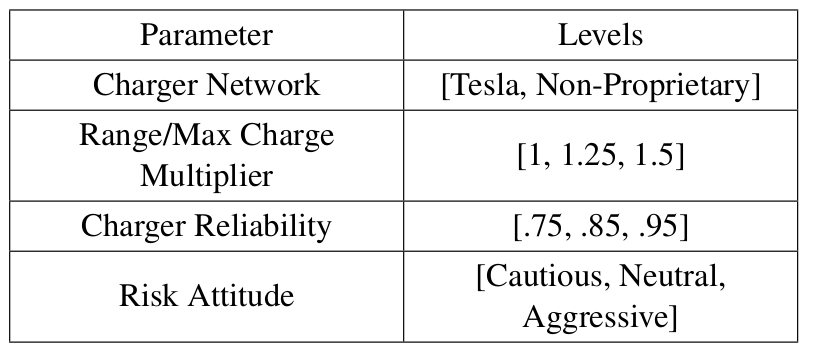 Parameter Levels
Charger Network [Tesla, Non-Proprietary]
Range/Max Charge
Multiplier
[1, 1.25, 1.5]
Charger Reliability [.75, .85, .95]
Risk Attitude
[Cautious, Neutral,
Aggressive]